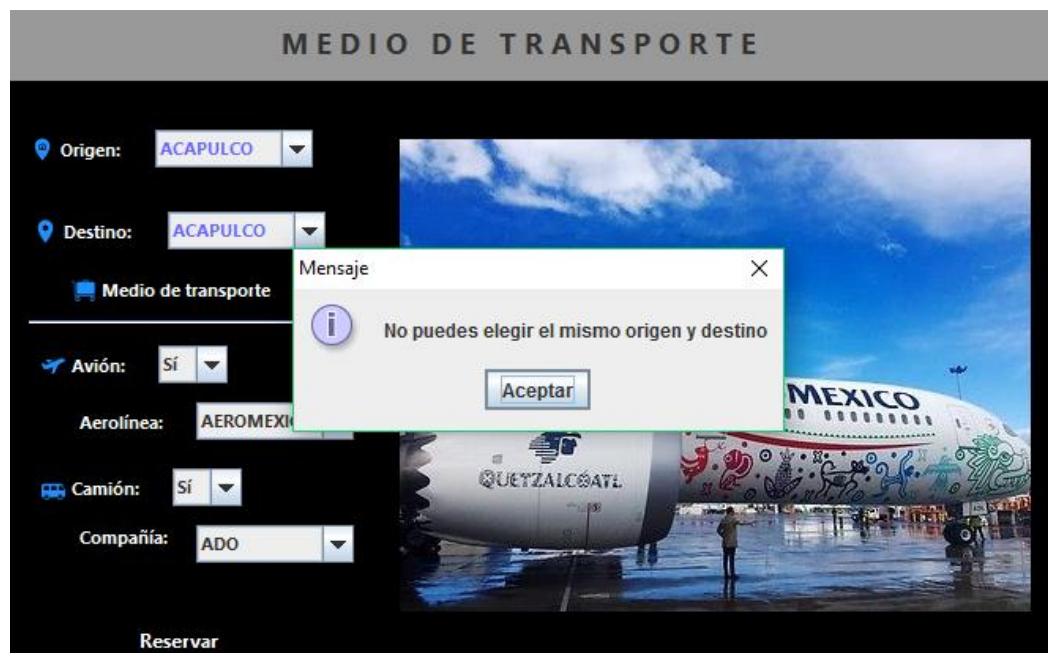 MEDIO DE TRANSPORTE
Origen: ACAPULCO
Destino: ACAPULCO
Mensaje
Medio de transporte
No puedes elegir el mismo origen y destino
Aceptar
Avión: Sí
Aerolínea: AEROMEXI
MEXICO
QUETZALCÓATL
Camión: Sí
Compañía: ADO
Reservar